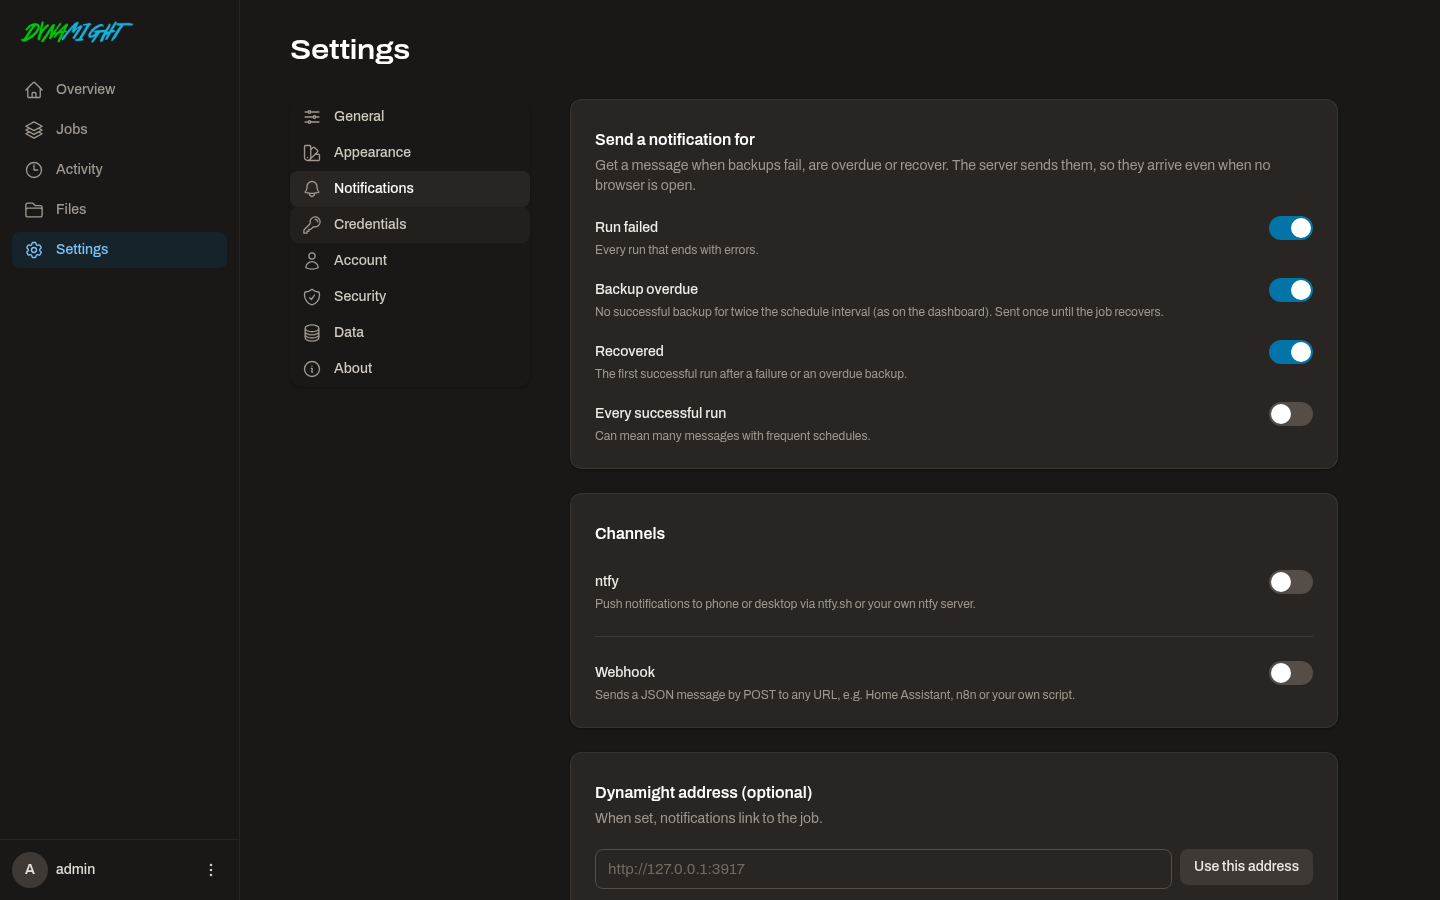 DYNAMIGHT
Overview
Jobs
Activity
Files
Settings
A
admin
Settings
General
Appearance
Notifications
Credentials
Account
Security
Data
About
Send a notification for
Get a message when backups fail, are overdue or recover. The server sends them, so they arrive even when no
browser is open.
Run failed
Every run that ends with errors.
Backup overdue
No successful backup for twice the schedule interval (as on the dashboard). Sent once until the job recovers.
Recovered
The first successful run after a failure or an overdue backup.
Every successful run
Can mean many messages with frequent schedules.
Channels
ntfy
Push notifications to phone or desktop via ntfy.sh or your own ntfy server.
Webhook
Sends a JSON message by POST to any URL, e.g. Home Assistant, n8n or your own script.
Dynamight address (optional)
When set, notifications link to the job.
http://127.0.0.1:3917
Use this address